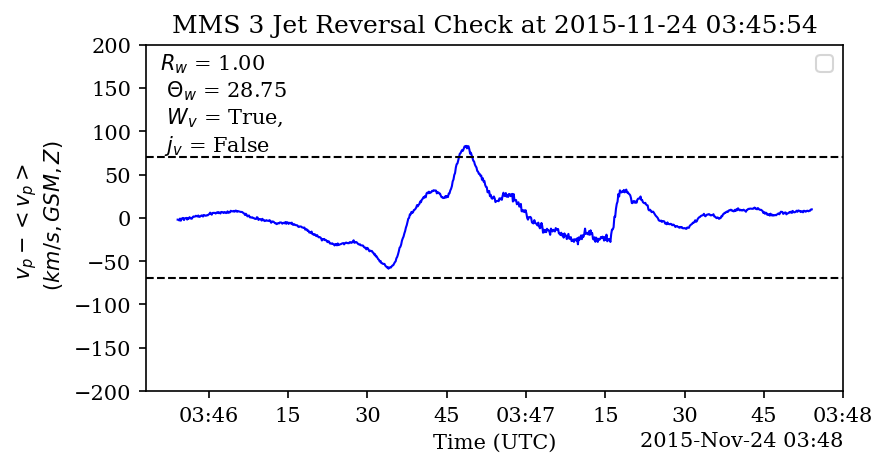 MMS 3 Jet Reversal Check at 2015-11-24 03:45:54
R_w = 1.00
Θ_w = 28.75
W_v = True,
j_v = False
200
150
100
50
0
−50
−100
−150
−200
v_p − < v_p >
(km/s, GSM, Z)
03:46 15 30 45 03:47 15 30 45 03:48
Time (UTC)
2015-Nov-24 03:48